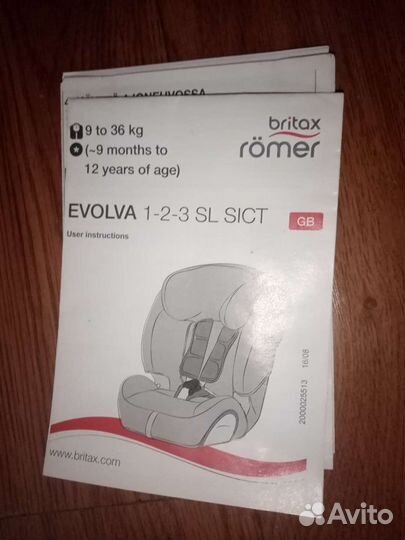 9 to 36 kg
(~9 months to
12 years of age)
britax
römer
EVOLVA 1-2-3 SL SICT
GB
User instructions
2000025513 16/08
www.britax.com
Avito